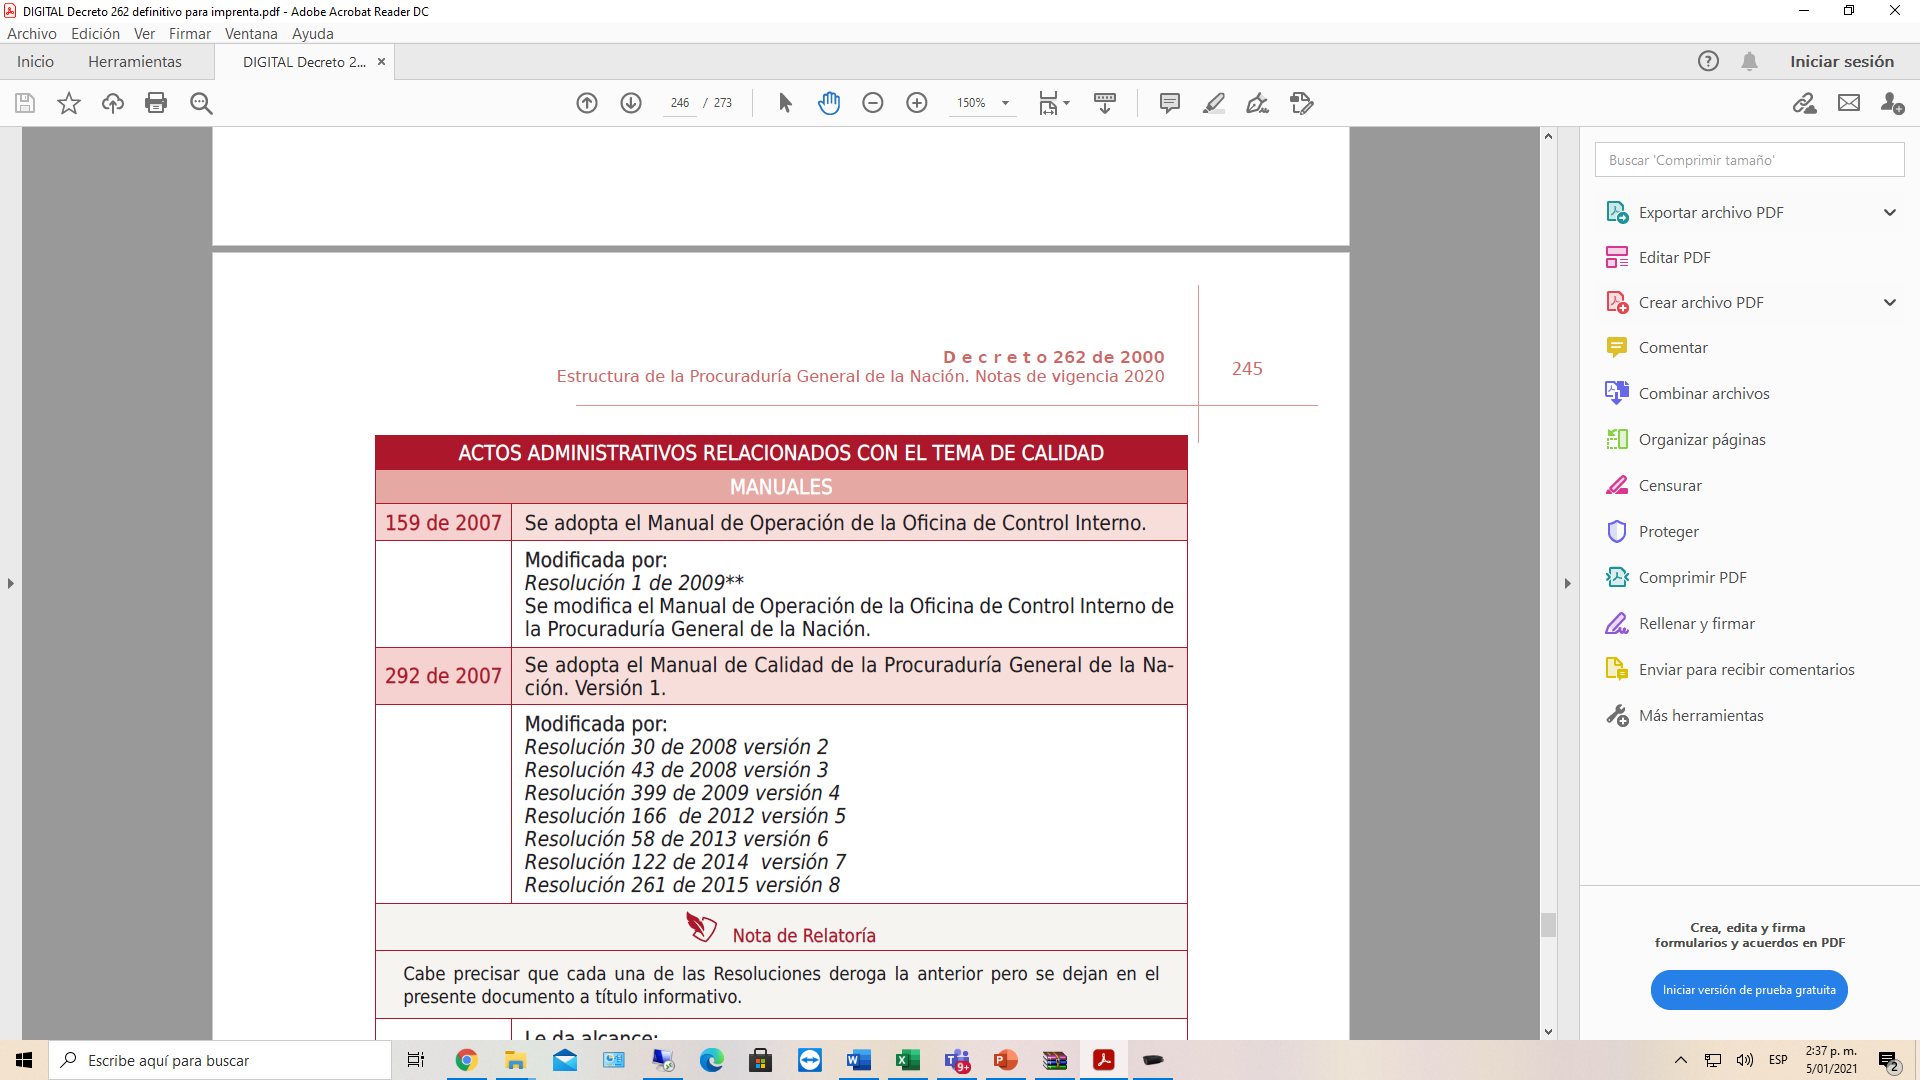 DIGITAL Decreto 262 definitivo para imprenta.pdf - Adobe Acrobat Reader DC
Archivo Edición Ver Firmar Ventana Ayuda
Inicio Herramientas DIGITAL Decreto 2... × Iniciar sesión
246 / 273 150%
Buscar 'Comprimir tamaño'
Exportar archivo PDF
Editar PDF
Crear archivo PDF
Comentar
Combinar archivos
Organizar páginas
Censurar
Proteger
Comprimir PDF
Rellenar y firmar
Enviar para recibir comentarios
Más herramientas
Crea, edita y firma
formularios y acuerdos en PDF
Iniciar versión de prueba gratuita
D e c r e t o 262 de 2000
Estructura de la Procuraduría General de la Nación. Notas de vigencia 2020
245
ACTOS ADMINISTRATIVOS RELACIONADOS CON EL TEMA DE CALIDAD
MANUALES
159 de 2007 Se adopta el Manual de Operación de la Oficina de Control Interno.
Modificada por:
Resolución 1 de 2009**
Se modifica el Manual de Operación de la Oficina de Control Interno de
la Procuraduría General de la Nación.
292 de 2007 Se adopta el Manual de Calidad de la Procuraduría General de la Na-
ción. Versión 1.
Modificada por:
Resolución 30 de 2008 versión 2
Resolución 43 de 2008 versión 3
Resolución 399 de 2009 versión 4
Resolución 166  de 2012 versión 5
Resolución 58 de 2013 versión 6
Resolución 122 de 2014  versión 7
Resolución 261 de 2015 versión 8
Nota de Relatoría
Cabe precisar que cada una de las Resoluciones deroga la anterior pero se dejan en el
presente documento a título informativo.
Le da alcance:
Escribe aquí para buscar
9+
ESP
2:37 p. m.
5/01/2021
2